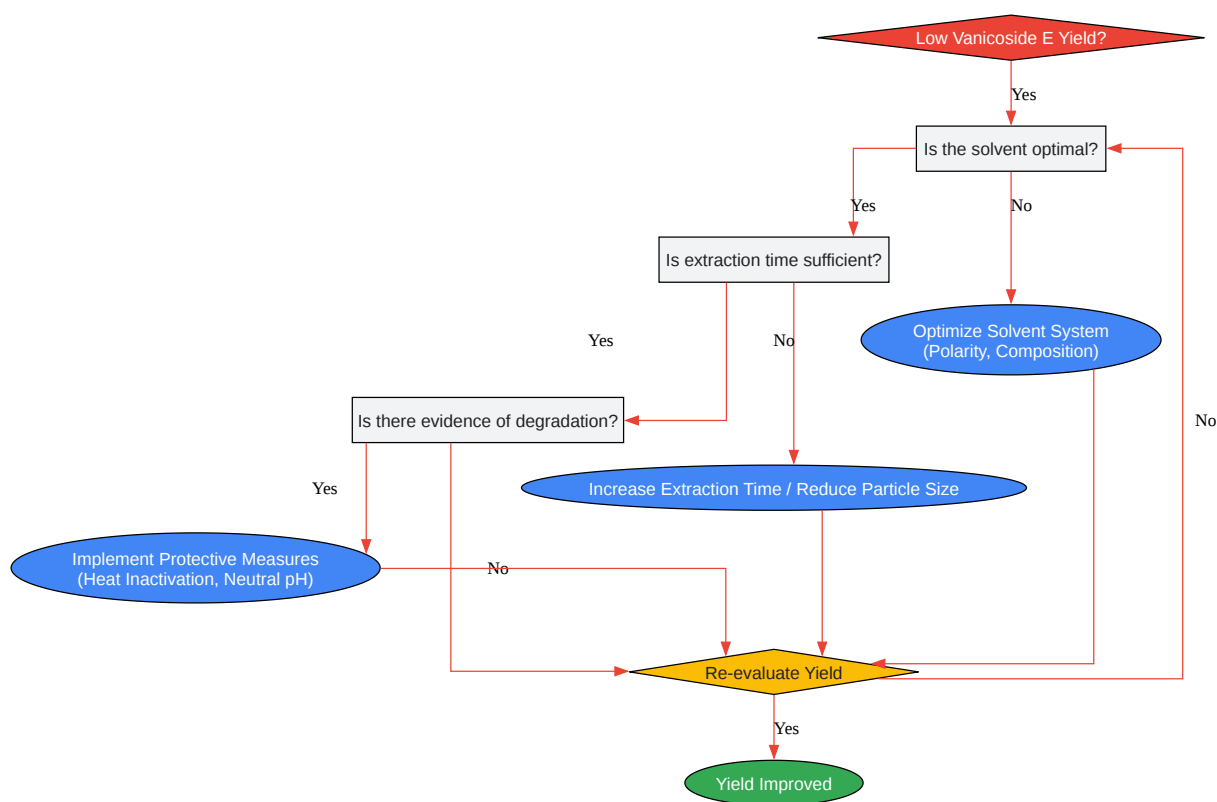 Low Vanicoside E Yield?
Yes
Is the solvent optimal?
Yes
No
Is extraction time sufficient?
Optimize Solvent System
(Polarity, Composition)
Yes
No
Is there evidence of degradation?
No
Yes
Increase Extraction Time / Reduce Particle Size
Implement Protective Measures
(Heat Inactivation, Neutral pH)
No
Re-evaluate Yield
Yes
Yield Improved